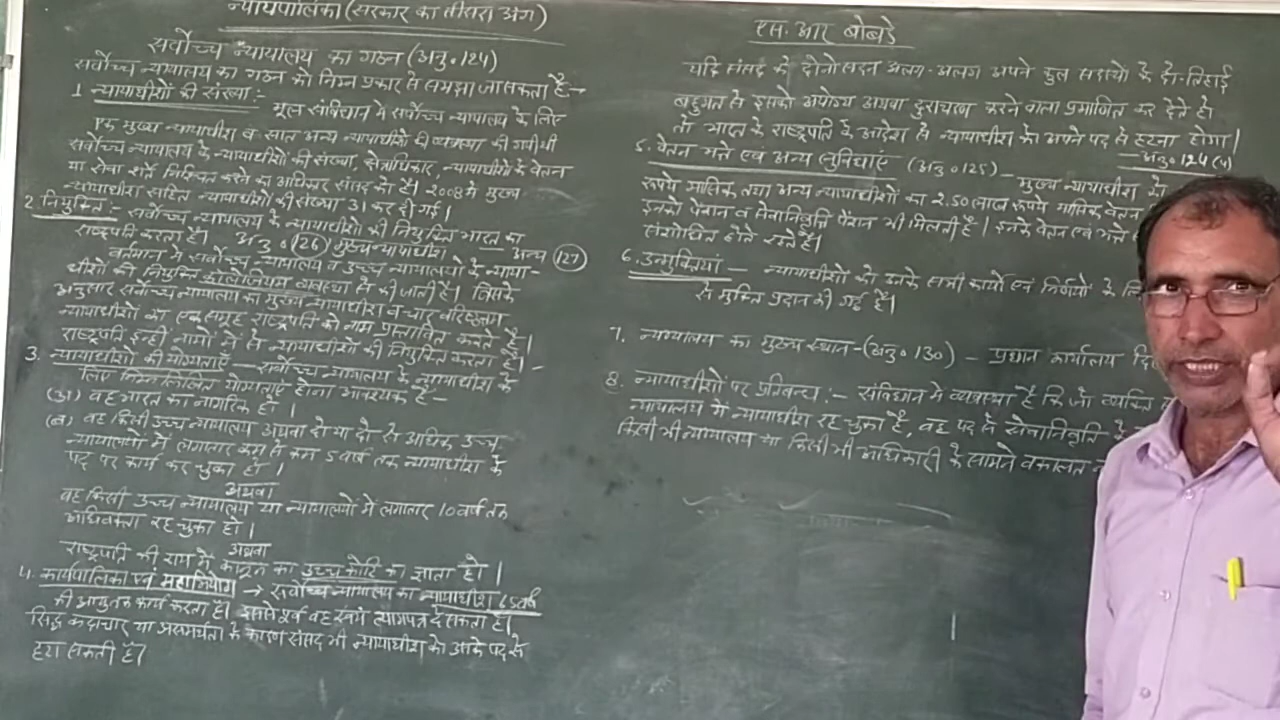 न्यायपालिका (सरकार का तीसरा अंग)
सर्वोच्च न्यायालय का गठन (अनु० 124)
सर्वोच्च न्यायालय का गठन को निम्न प्रकार से समझा जा सकता है:→
1 न्यायाधीशों की संख्या:- मूल संविधान में सर्वोच्च न्यायालय के लिए
एक मुख्य न्यायाधीश व सात अन्य न्यायाधीशों की व्यवस्था की गयी थी
सर्वोच्च न्यायालय के न्यायाधीशों की संख्या, क्षेत्राधिकार, न्यायाधीशों के वेतन
या सेवा शर्तें निश्चित करने का अधिकार संसद को है। 2008 में मुख्य
न्यायाधीश सहित न्यायाधीशों की संख्या 31 कर दी गई।
2. नियुक्ति:- सर्वोच्च न्यायालय के न्यायाधीशों की नियुक्ति भारत का
राष्ट्रपति करता है। अनु० (126) मुख्य न्यायाधीश अन्य (127)
वर्तमान में सर्वोच्च न्यायालय व उच्च न्यायालयों के न्याया-
धीशों की नियुक्ति कॉलेजियम व्यवस्था से की जाती है। जिसके
अनुसार सर्वोच्च न्यायालय का मुख्य न्यायाधीश व चार वरिष्ठतम
न्यायाधीशों का एक समूह राष्ट्रपति को नाम प्रस्तावित करते हैं।
राष्ट्रपति इन्हीं नामों में से न्यायाधीशों की नियुक्ति करता है।
3. न्यायाधीशों की योग्यताएँ - सर्वोच्च न्यायालय के न्यायाधीश के
लिए निम्नलिखित योग्यताएं होना आवश्यक है -
(अ) वह भारत का नागरिक हो।
(ब) वह किसी उच्च न्यायालय अथवा दो या दो से अधिक उच्च
न्यायालयों में लगातार कम से कम 5 वर्ष तक न्यायाधीश के
पद पर कार्य कर चुका हो।
अथवा
वह किसी उच्च न्यायालय या न्यायालयों में लगातार 10 वर्ष तक
अधिवक्ता रह चुका हो।
अथवा
राष्ट्रपति की राय में कानून का उच्च कोटि का ज्ञाता हो।
4. कार्यपालिका एवं महाभियोग → सर्वोच्च न्यायालय का न्यायाधीश 65 वर्ष
की आयु तक कार्य करता है। इससे पूर्व वह स्वयं त्यागपत्र दे सकता है।
सिद्ध कदाचार या असमर्थता के कारण संसद भी न्यायाधीश को उसके पद से
हटा सकती है।
एस. आर बोबडे
यदि संसद के दोनों सदन अलग-अलग अपने कुल सदस्यों के दो-तिहाई
बहुमत से इसको अयोग्य अथवा दुराचरण करने वाला प्रमाणित कर देते है
तो भारत के राष्ट्रपति के आदेश से न्यायाधीश को अपने पद से हटना होगा।
—अनु० 124(4)
5. वेतन भत्ते एवं अन्य सुविधाएं (अनु० 125) – मुख्य न्यायाधीश को
रूपये मासिक तथा अन्य न्यायाधीशों का 2.50 लाख रूपये मासिक वेतन
इनको पेंशन व सेवानिवृत्ति पेंशन भी मिलती है। इनके वेतन एवं भत्ते
संशोधित होते रहते हैं।
6. उन्मुक्तियां – न्यायाधीशों को उनके सभी कार्यों एवं निर्णयों के
से मुक्ति प्रदान की गई है।
7. न्यायालय का मुख्य स्थान - (अनु० 130) – प्रधान कार्यालय
8. न्यायाधीशों पर प्रतिबन्ध:- संविधान में व्यवस्था है कि जो व्यक्ति
न्यायालय में न्यायाधीश रह चुका है, वह पद से सेवानिवृति के
किसी भी न्यायालय या किसी भी अधिकारी के सामने वकालत